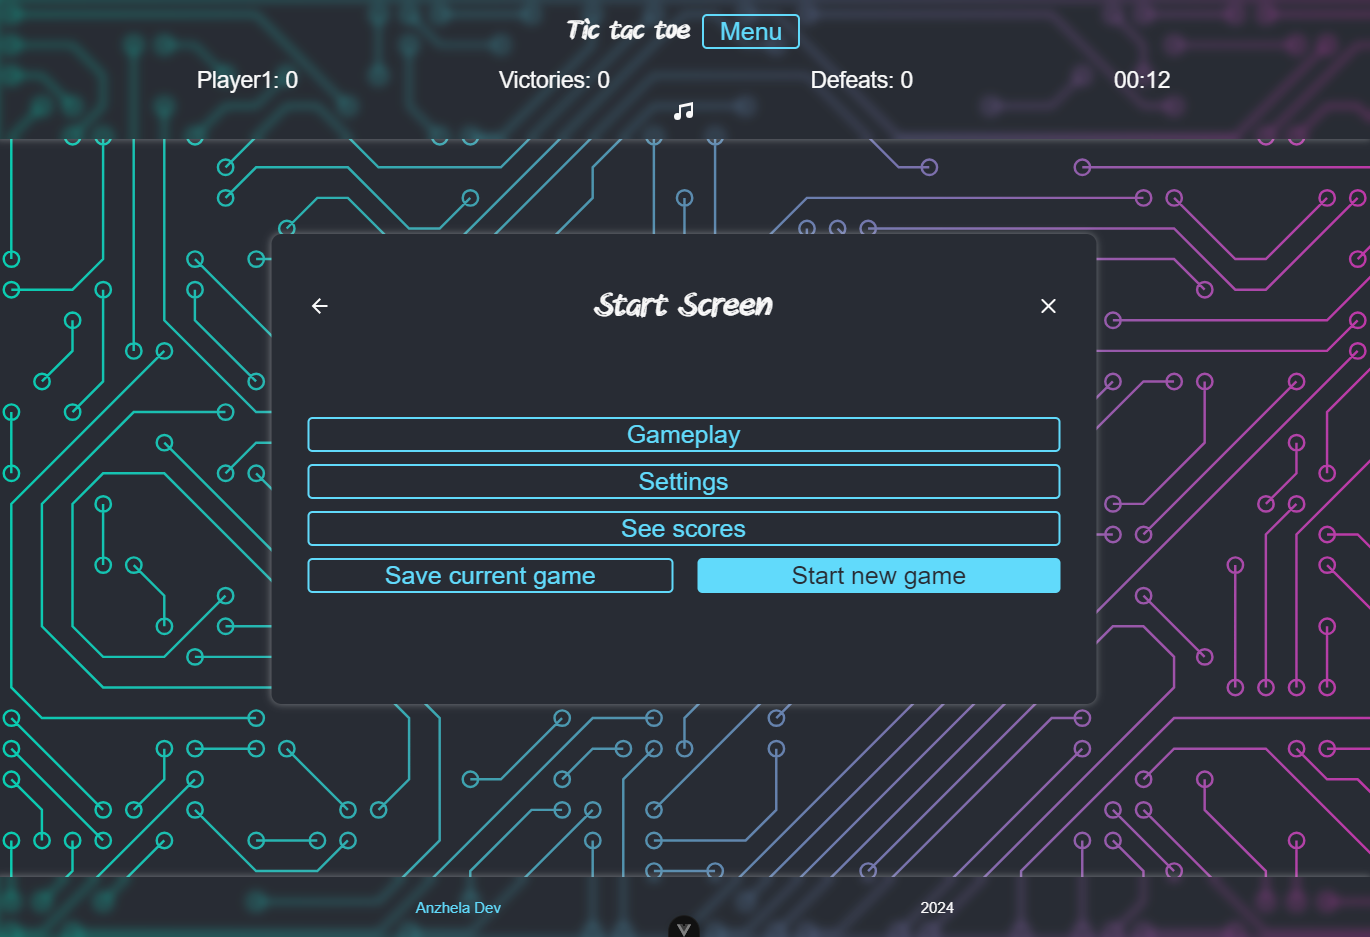 Tic tac toe Menu
Player1: 0 Victories: 0 Defeats: 0 00:12
Start Screen
Gameplay
Settings
See scores
Save current game Start new game
Anzhela Dev 2024